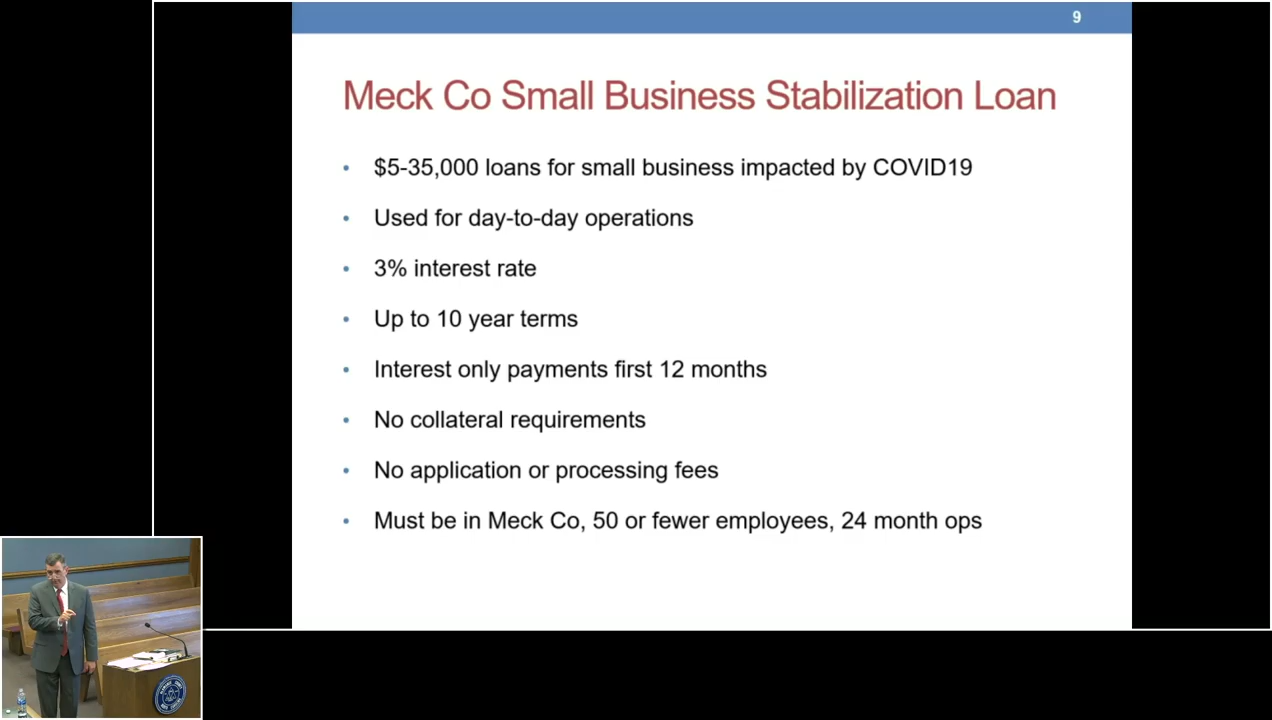 9
Meck Co Small Business Stabilization Loan
• $5-35,000 loans for small business impacted by COVID19
• Used for day-to-day operations
• 3% interest rate
• Up to 10 year terms
• Interest only payments first 12 months
• No collateral requirements
• No application or processing fees
• Must be in Meck Co, 50 or fewer employees, 24 month ops